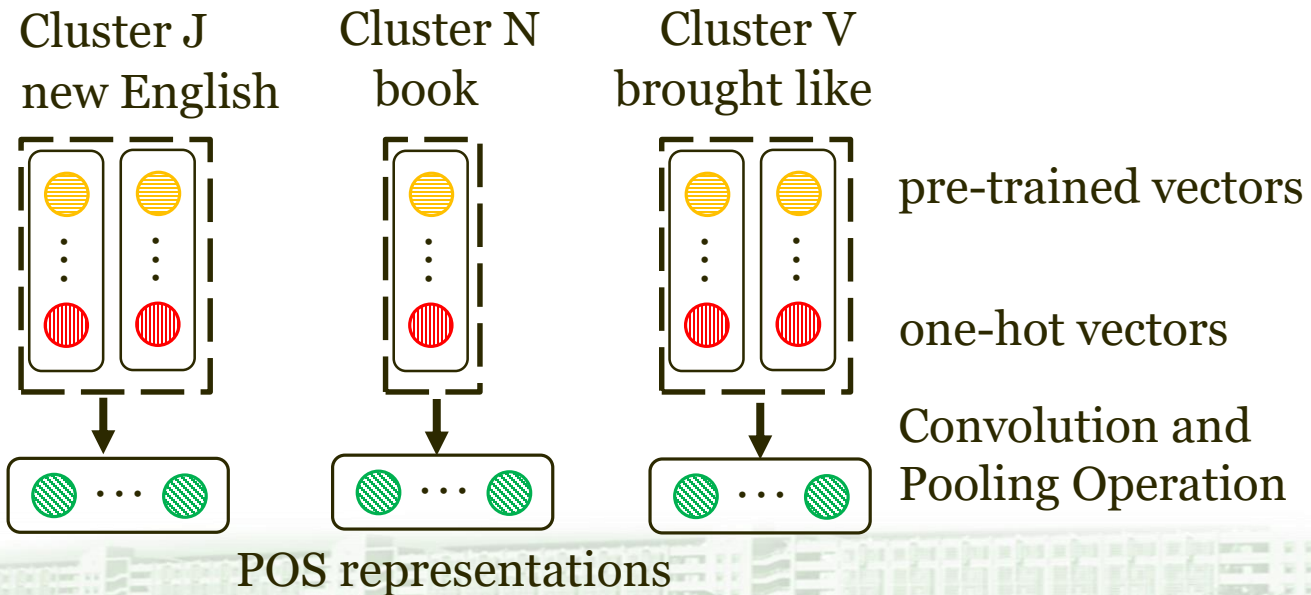 Cluster J
new English
Cluster N
book
Cluster V
brought like
pre-trained vectors
one-hot vectors
Convolution and
Pooling Operation
POS representations